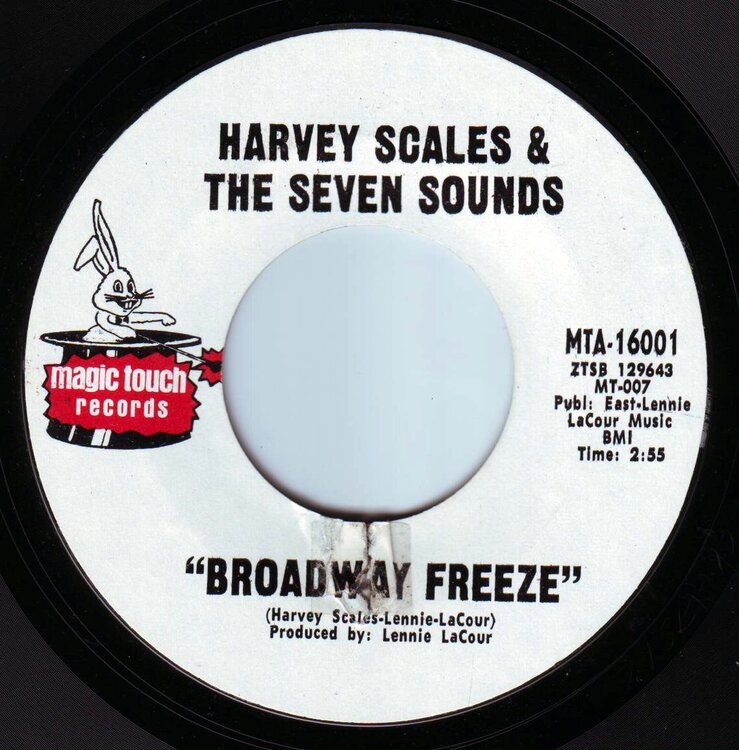 HARVEY SCALES &
THE SEVEN SOUNDS
magic touch
records
MTA-16001
ZTSB 129643
MT-007
Publ: East-Lennie
LaCour Music
BMI
Time: 2:55
"BROADWAY FREEZE"
(Harvey Scales-Lennie-LaCour)
Produced by: Lennie LaCour